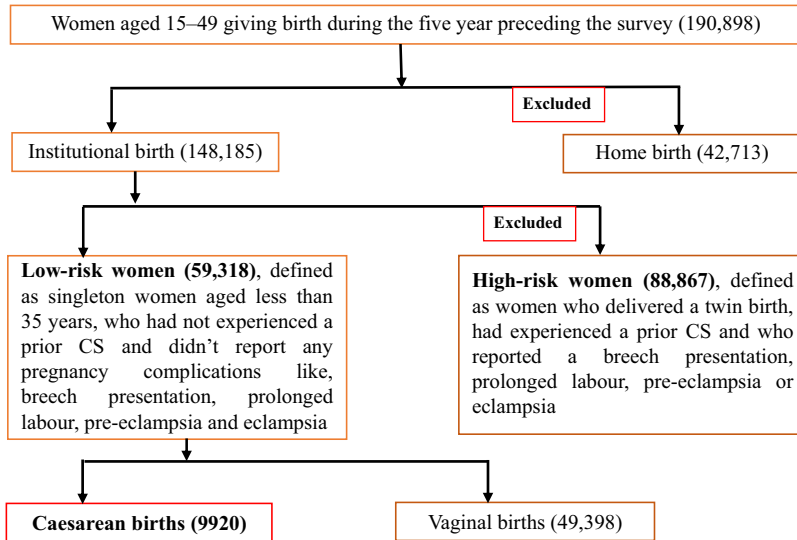 Women aged 15–49 giving birth during the five year preceding the survey (190,898)
Excluded
Institutional birth (148,185)
Home birth (42,713)
Excluded
Low-risk women (59,318), defined
as singleton women aged less than
35 years, who had not experienced a
prior CS and didn’t report any
pregnancy complications like,
breech presentation, prolonged
labour, pre-eclampsia and eclampsia
High-risk women (88,867), defined
as women who delivered a twin birth,
had experienced a prior CS and who
reported a breech presentation,
prolonged labour, pre-eclampsia or
eclampsia
Caesarean births (9920)
Vaginal births (49,398)